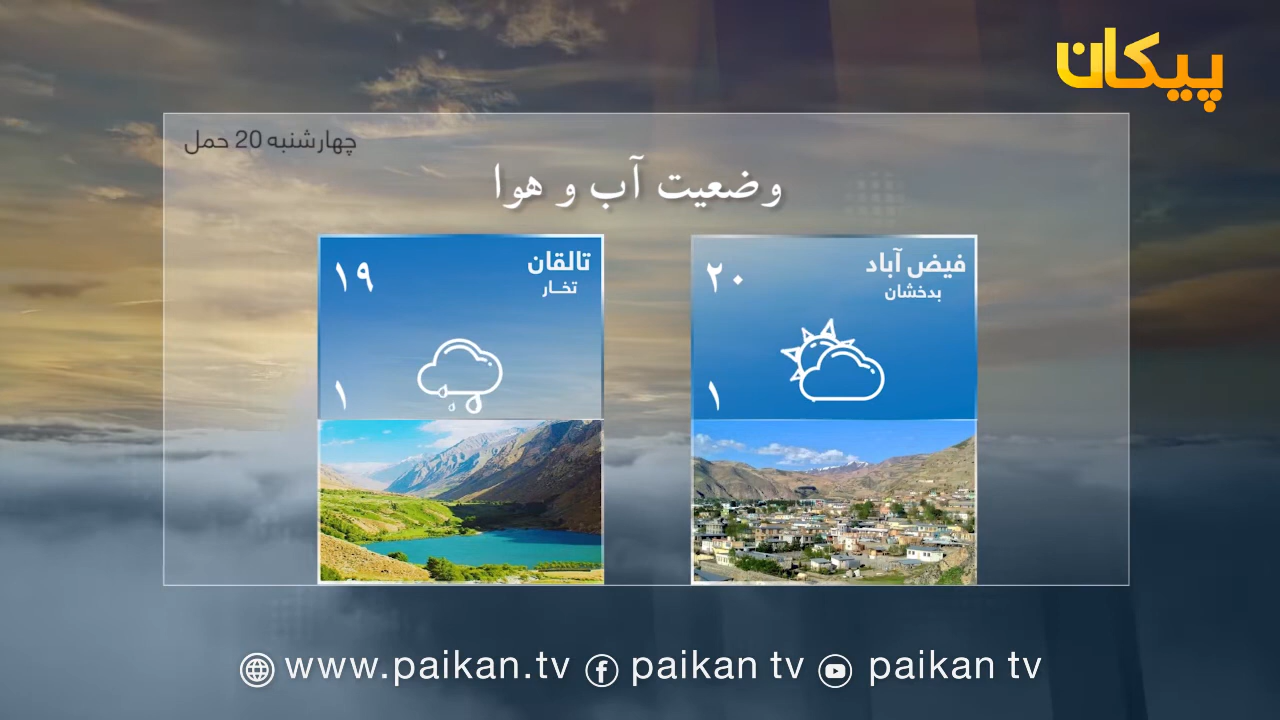 پیکان
چهارشنبه 20 حمل
وضعیت آب و هوا
فیض آباد
بدخشان
۲۰
۱
تالقان
تخـار
۱۹
۱
www.paikan.tv paikan tv paikan tv